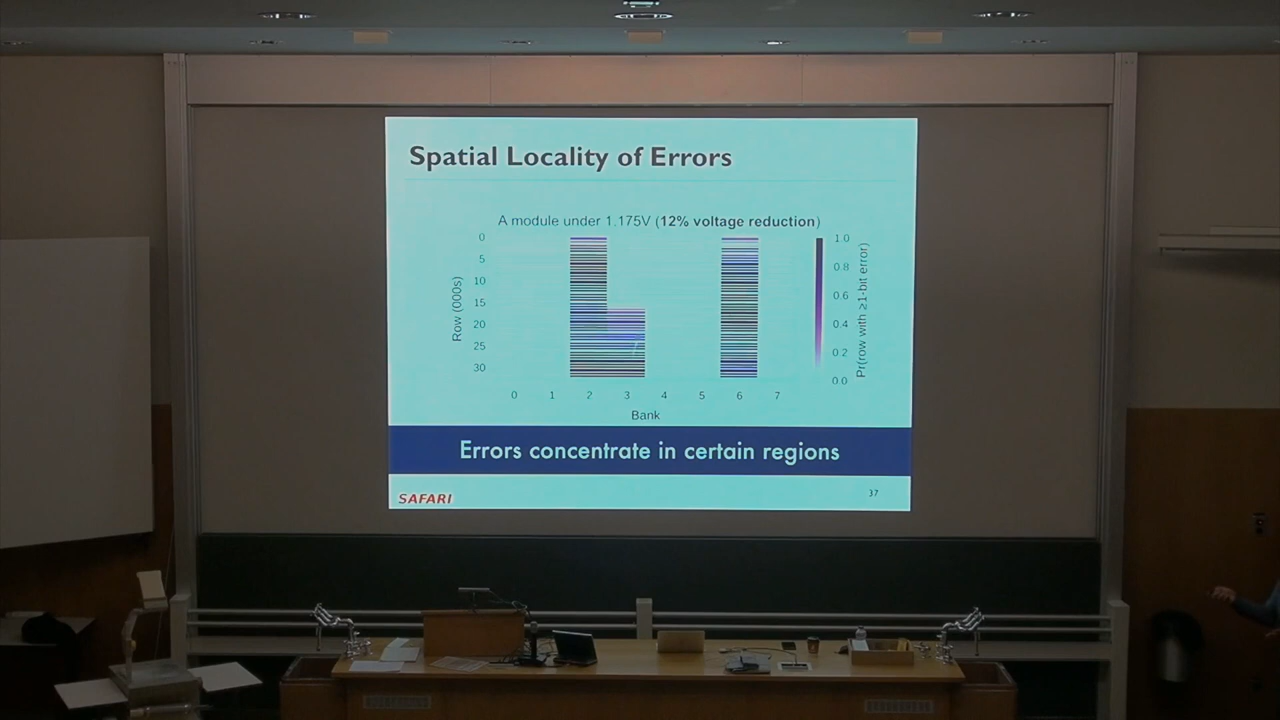 Spatial Locality of Errors
A module under 1.175V (12% voltage reduction)
Row (000s)
0
5
10
15
20
25
30
0 1 2 3 4 5 6 7
Bank
1.0
0.8
0.6
0.4
0.2
0.0
Pr(row with ≥1-bit error)
Errors concentrate in certain regions
SAFARI
37